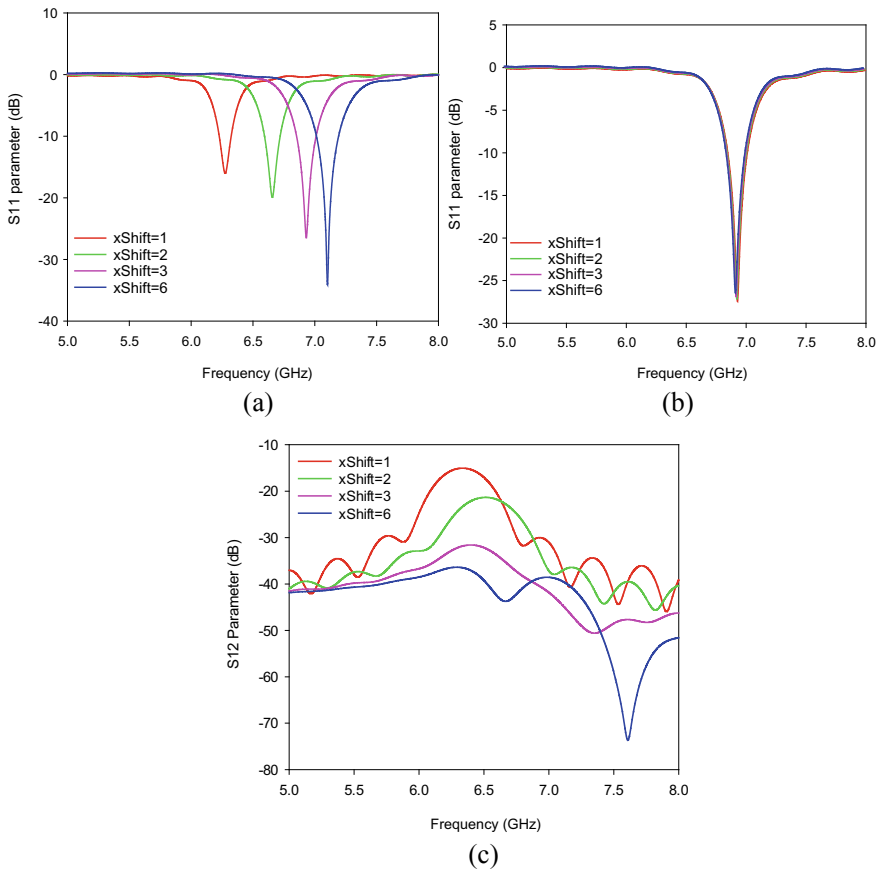 10
0
-10
-20
-30
-40
S11 parameter (dB)
xShift=1
xShift=2
xShift=3
xShift=6
5.0 5.5 6.0 6.5 7.0 7.5 8.0
Frequency (GHz)
(a)
5
0
-5
-10
-15
-20
-25
-30
S11 parameter (dB)
xShift=1
xShift=2
xShift=3
xShift=6
5.0 5.5 6.0 6.5 7.0 7.5 8.0
Frequency (GHz)
(b)
-10
-20
-30
-40
-50
-60
-70
-80
S12 Parameter (dB)
xShift=1
xShift=2
xShift=3
xShift=6
5.0 5.5 6.0 6.5 7.0 7.5 8.0
Frequency (GHz)
(c)